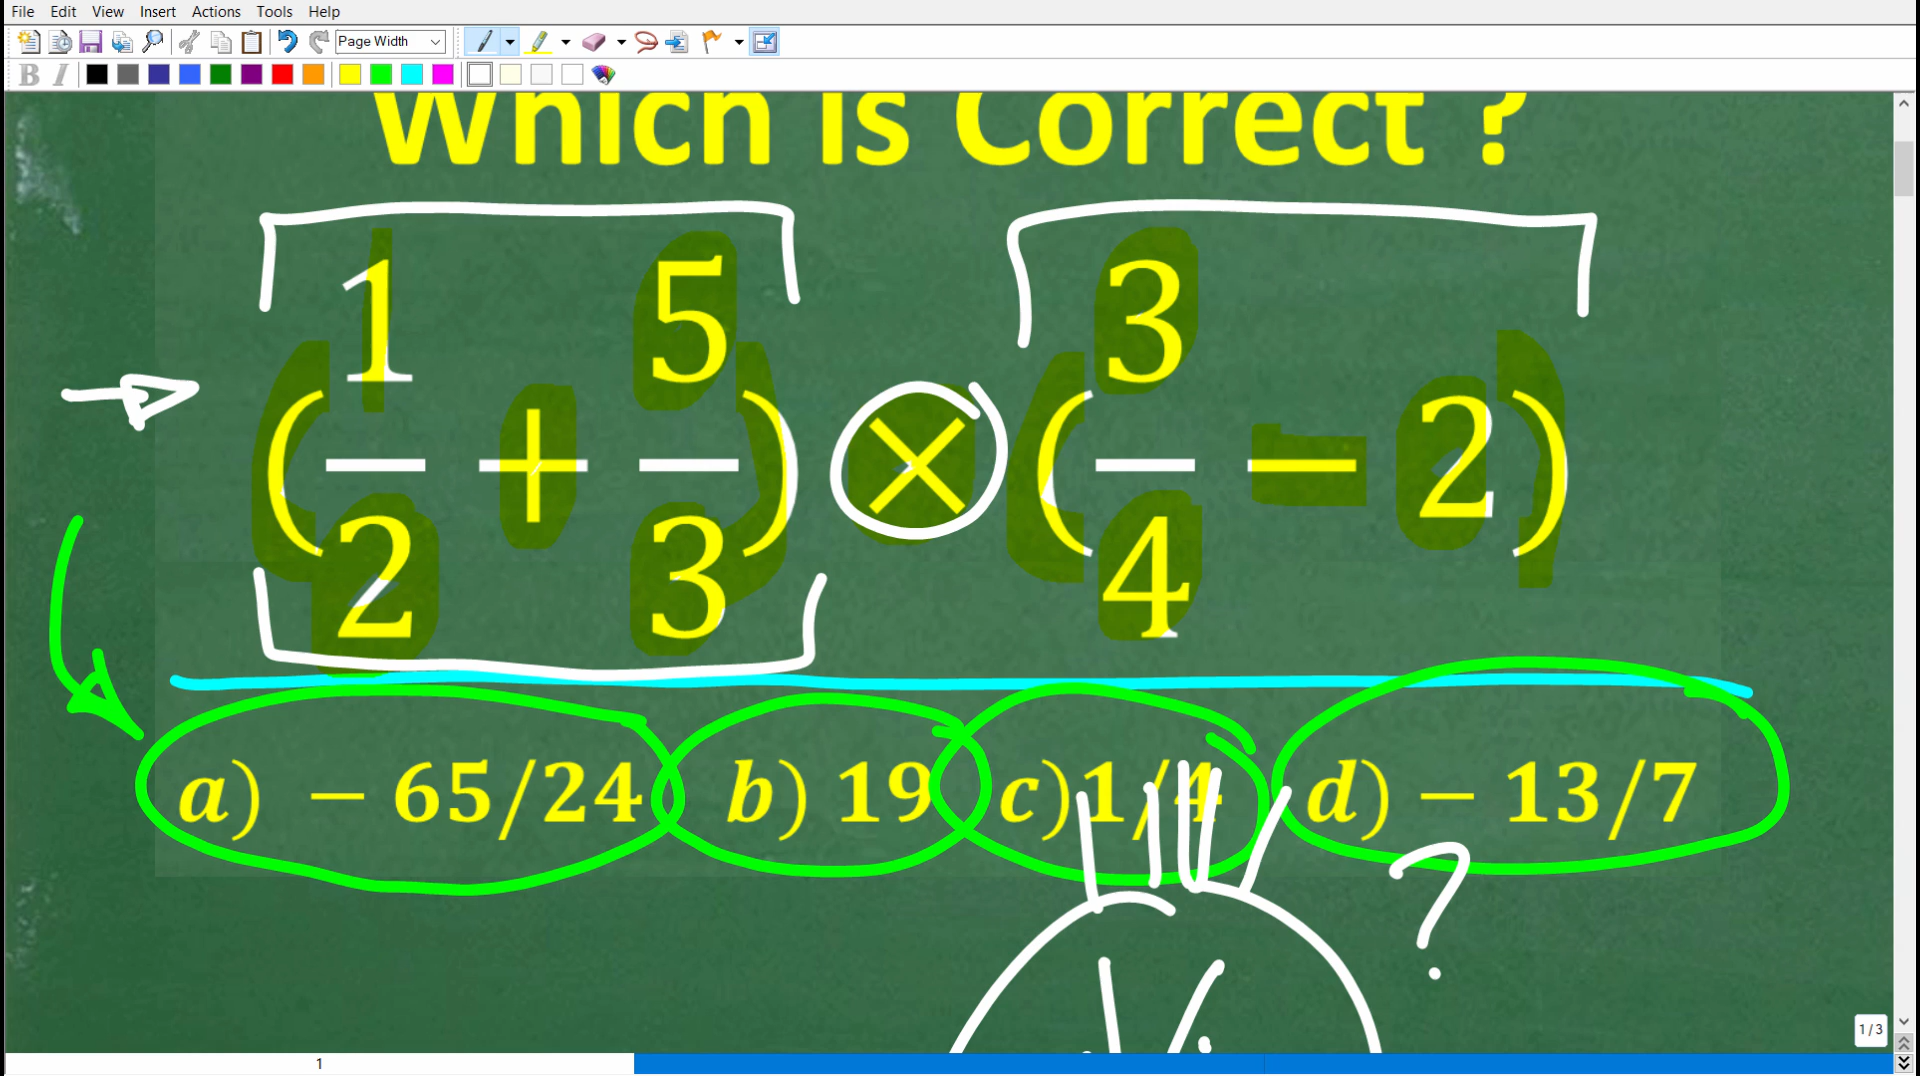 File Edit View Insert Actions Tools Help
Page Width
B I
Which is Correct ?
(1/2 + 5/3) × (3/4 − 2)
a) − 65/24 b) 19 c)1/4 d) − 13/7
?
1/3
1